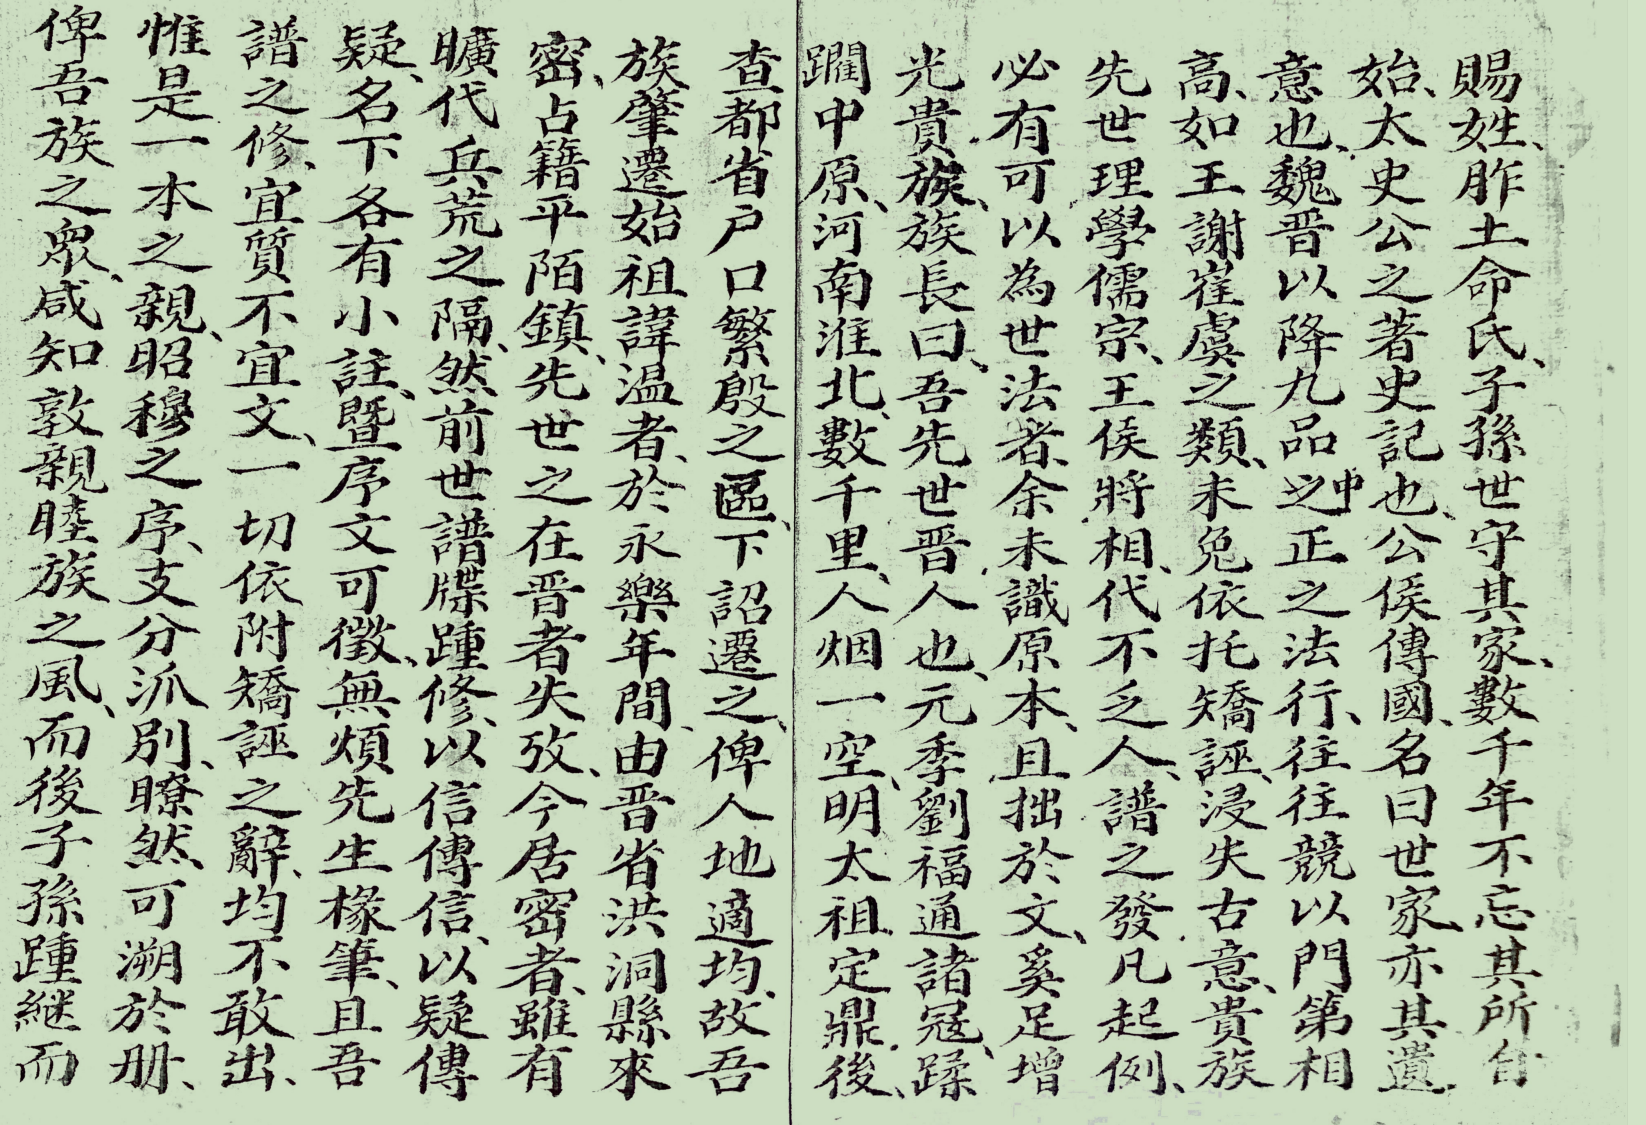 賜姓、胙土命氏、子孫世守其家、數千年不忘其所自
始、太史公之著史記也、公侯傳國、名曰世家、亦其遺
意也、魏晋以降九品中之正之法行、往往競以門第相
高、如王謝崔虞之類、未免依托矯誣、浸失古意、貴族
先世理學儒宗、王侯將相、代不乏人、譜之發凡起例、
必有可以為世法者、余未識原本、且拙於文、奚足增
光貴族、族長曰、吾先世晋人也、元季劉福通諸冦、蹂
躙中原、河南淮北、數千里、人烟一空、明太祖定鼎後、
查都省户口繁殷之區、下詔遷之、俾人地適均、故吾
族肇遷始祖諱温者、於永樂年間、由晋省洪洞縣來
密、占籍平陌鎮、先世之在晋者失攷、今居密者、雖有
曠代兵荒之隔、然前世譜牒踵修、以信傳信、以疑傳
疑、名下各有小註、暨序文可徵、無煩先生椽筆、且吾
譜之修、宜質不宜文、一切依附矯誣之辭、均不敢出、
惟是一本之親、昭穆之序、支分派別、瞭然、可溯於册、
俾吾族之衆、咸知敦親睦族之風、而後子孫踵継而